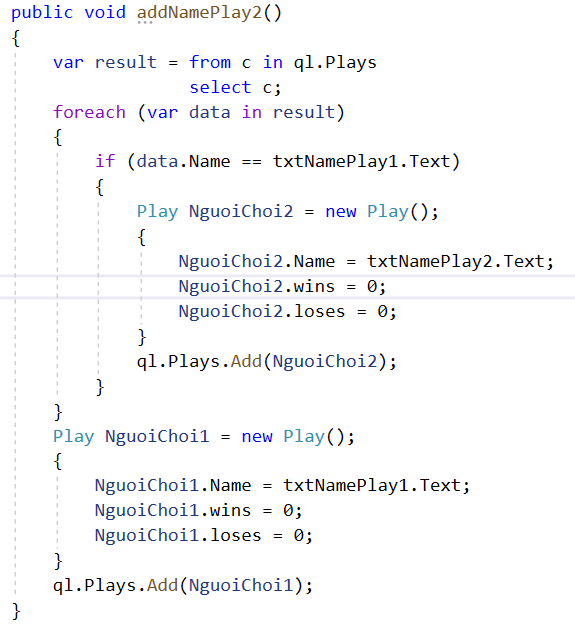 public void addNamePlay2()
{
    var result = from c in ql.Plays
                 select c;
    foreach (var data in result)
    {
        if (data.Name == txtNamePlay1.Text)
        {
            Play NguoiChoi2 = new Play();
            {
                NguoiChoi2.Name = txtNamePlay2.Text;
                NguoiChoi2.wins = 0;
                NguoiChoi2.loses = 0;
            }
            ql.Plays.Add(NguoiChoi2);
        }
    }
    Play NguoiChoi1 = new Play();
    {
        NguoiChoi1.Name = txtNamePlay1.Text;
        NguoiChoi1.wins = 0;
        NguoiChoi1.loses = 0;
    }
    ql.Plays.Add(NguoiChoi1);
}